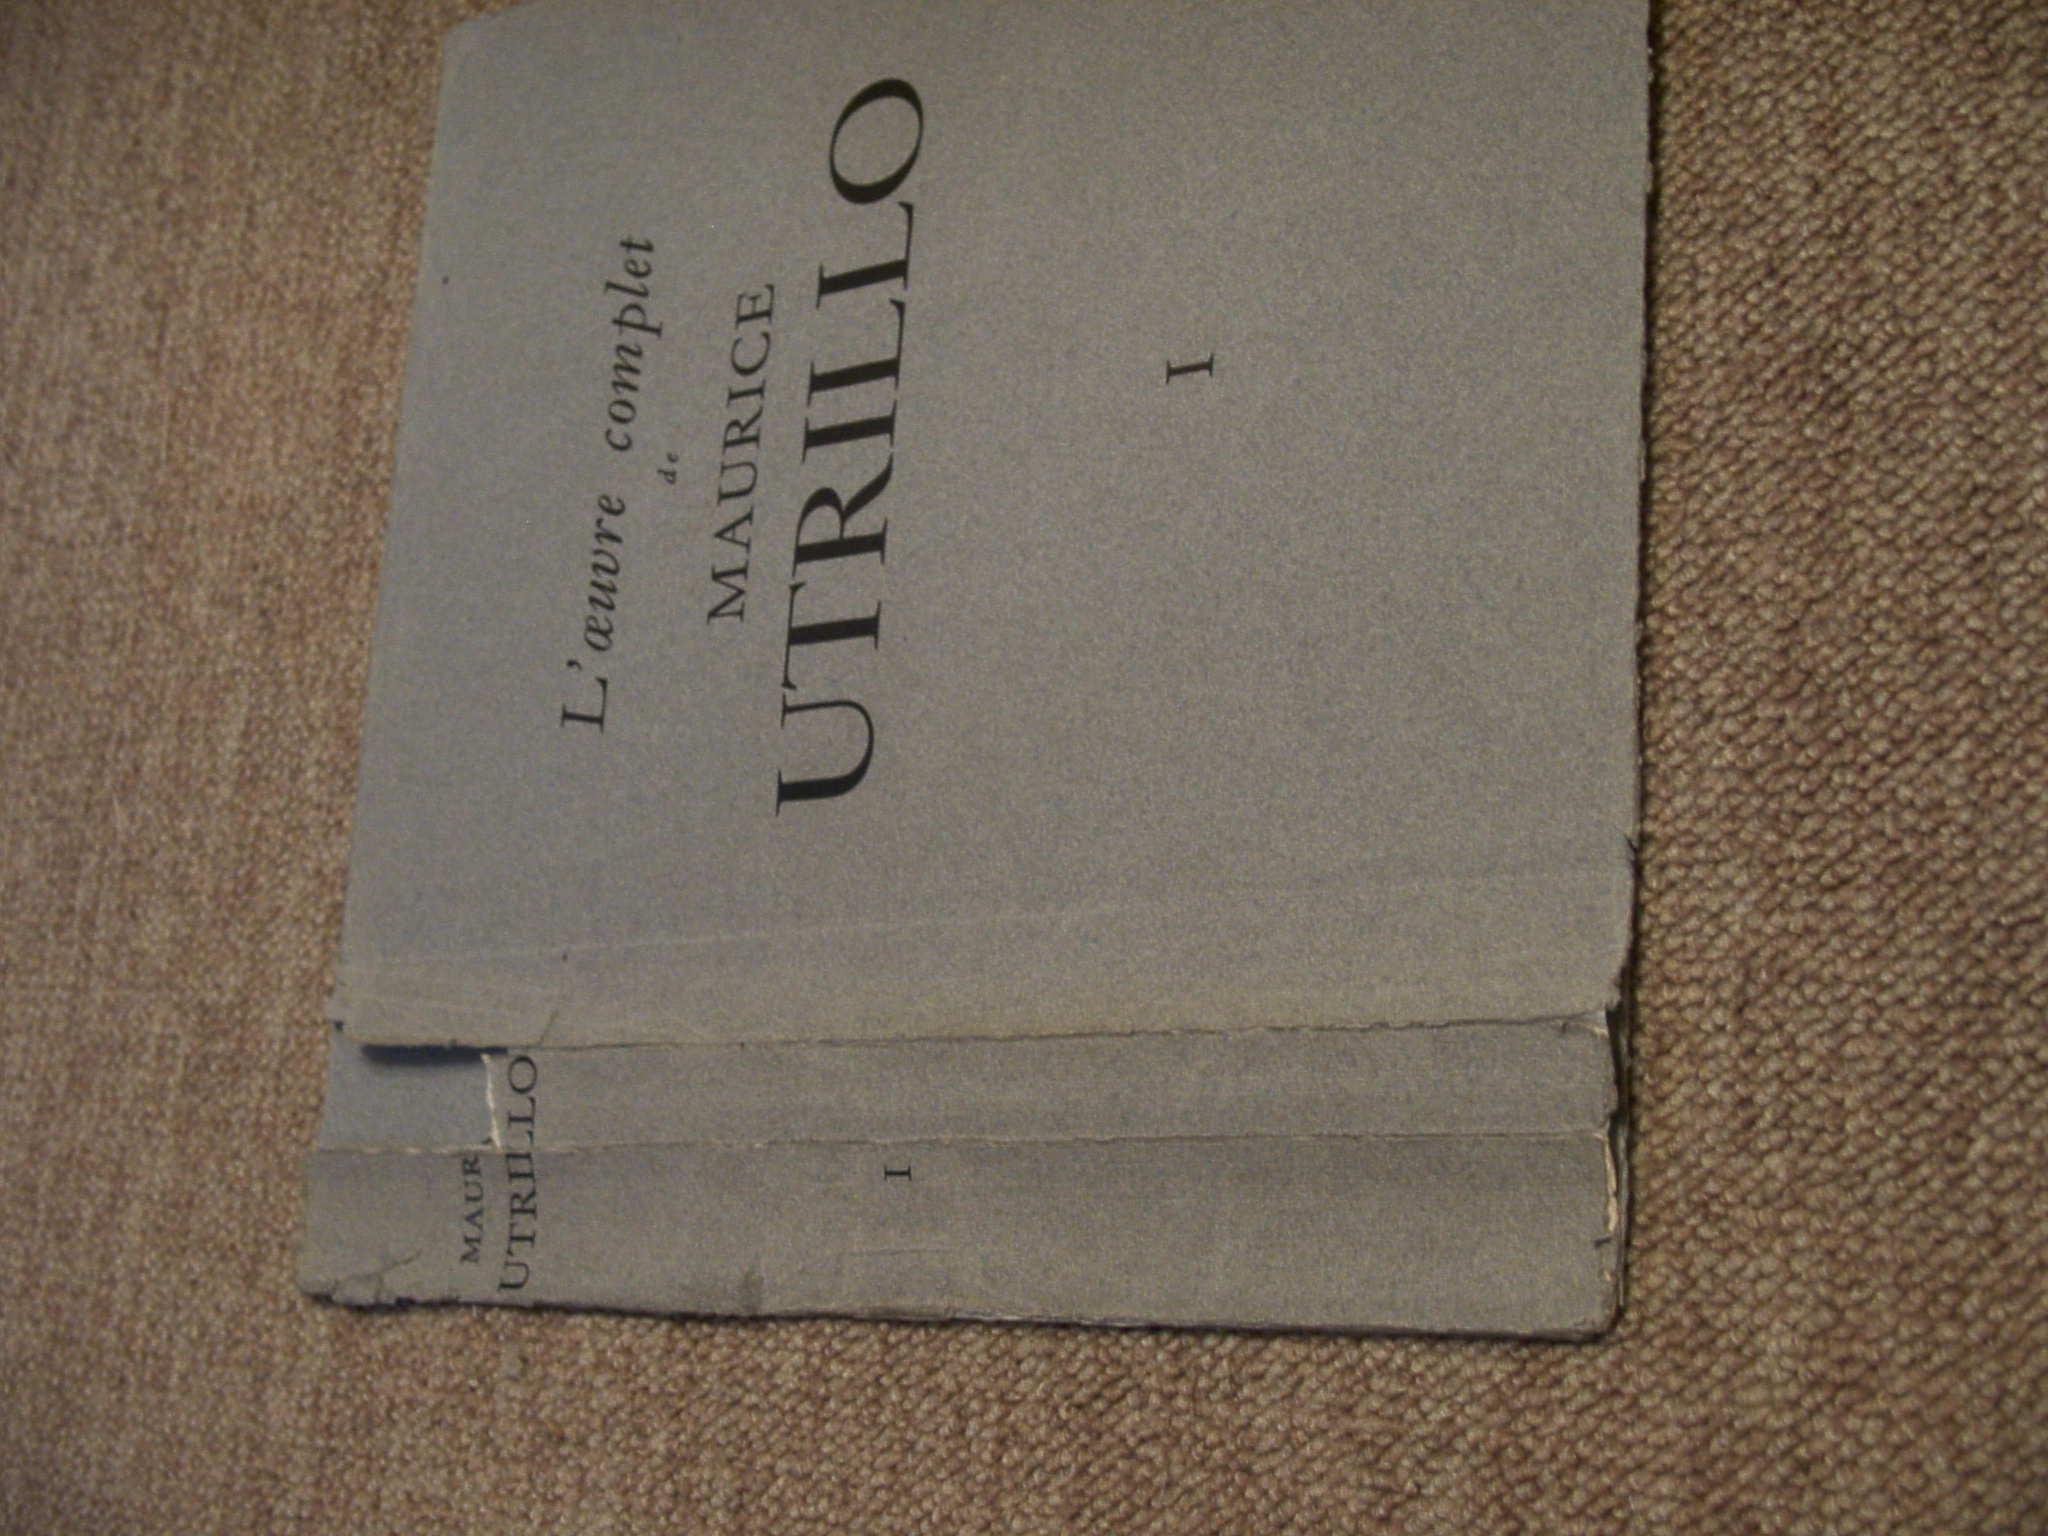 L'œuvre complet
de
MAURICE
UTRILLO
I
MAUR
UTRILLO
I